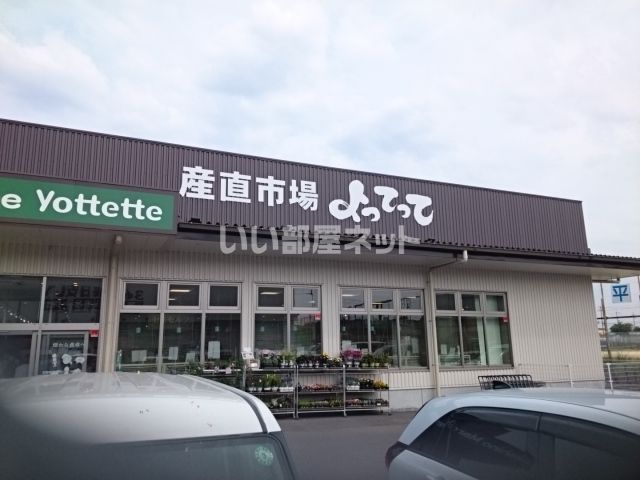 産直市場 よってって
e Yottette
いい部屋ネット
平